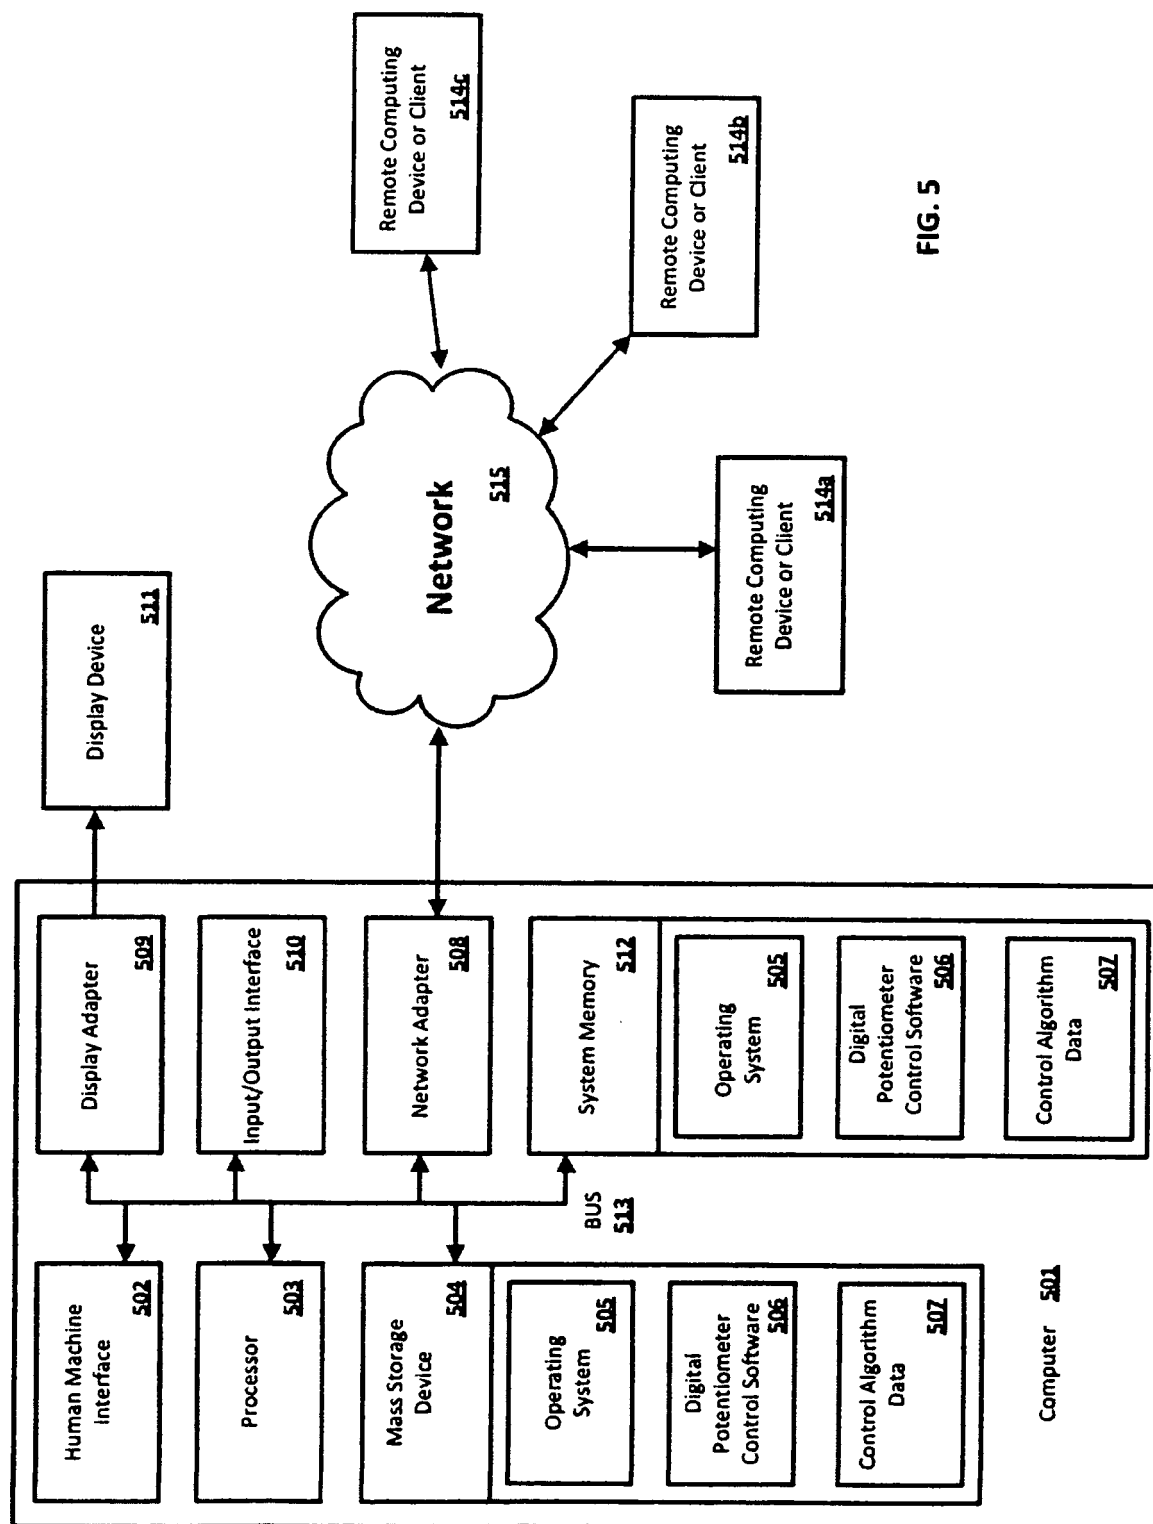 Human Machine
Interface
502
Processor
503
Mass Storage
Device
504
Operating
System
505
Digital
Potentiometer
Control Software
506
Control Algorithm
Data
507
Computer 501
BUS
513
Display Adapter
509
Input/Output Interface
510
Network Adapter
508
System Memory
512
Operating
System
505
Digital
Potentiometer
Control Software
506
Control Algorithm
Data
507
Display Device
511
Network
515
Remote Computing
Device or Client
514a
Remote Computing
Device or Client
514b
Remote Computing
Device or Client
514c
FIG. 5